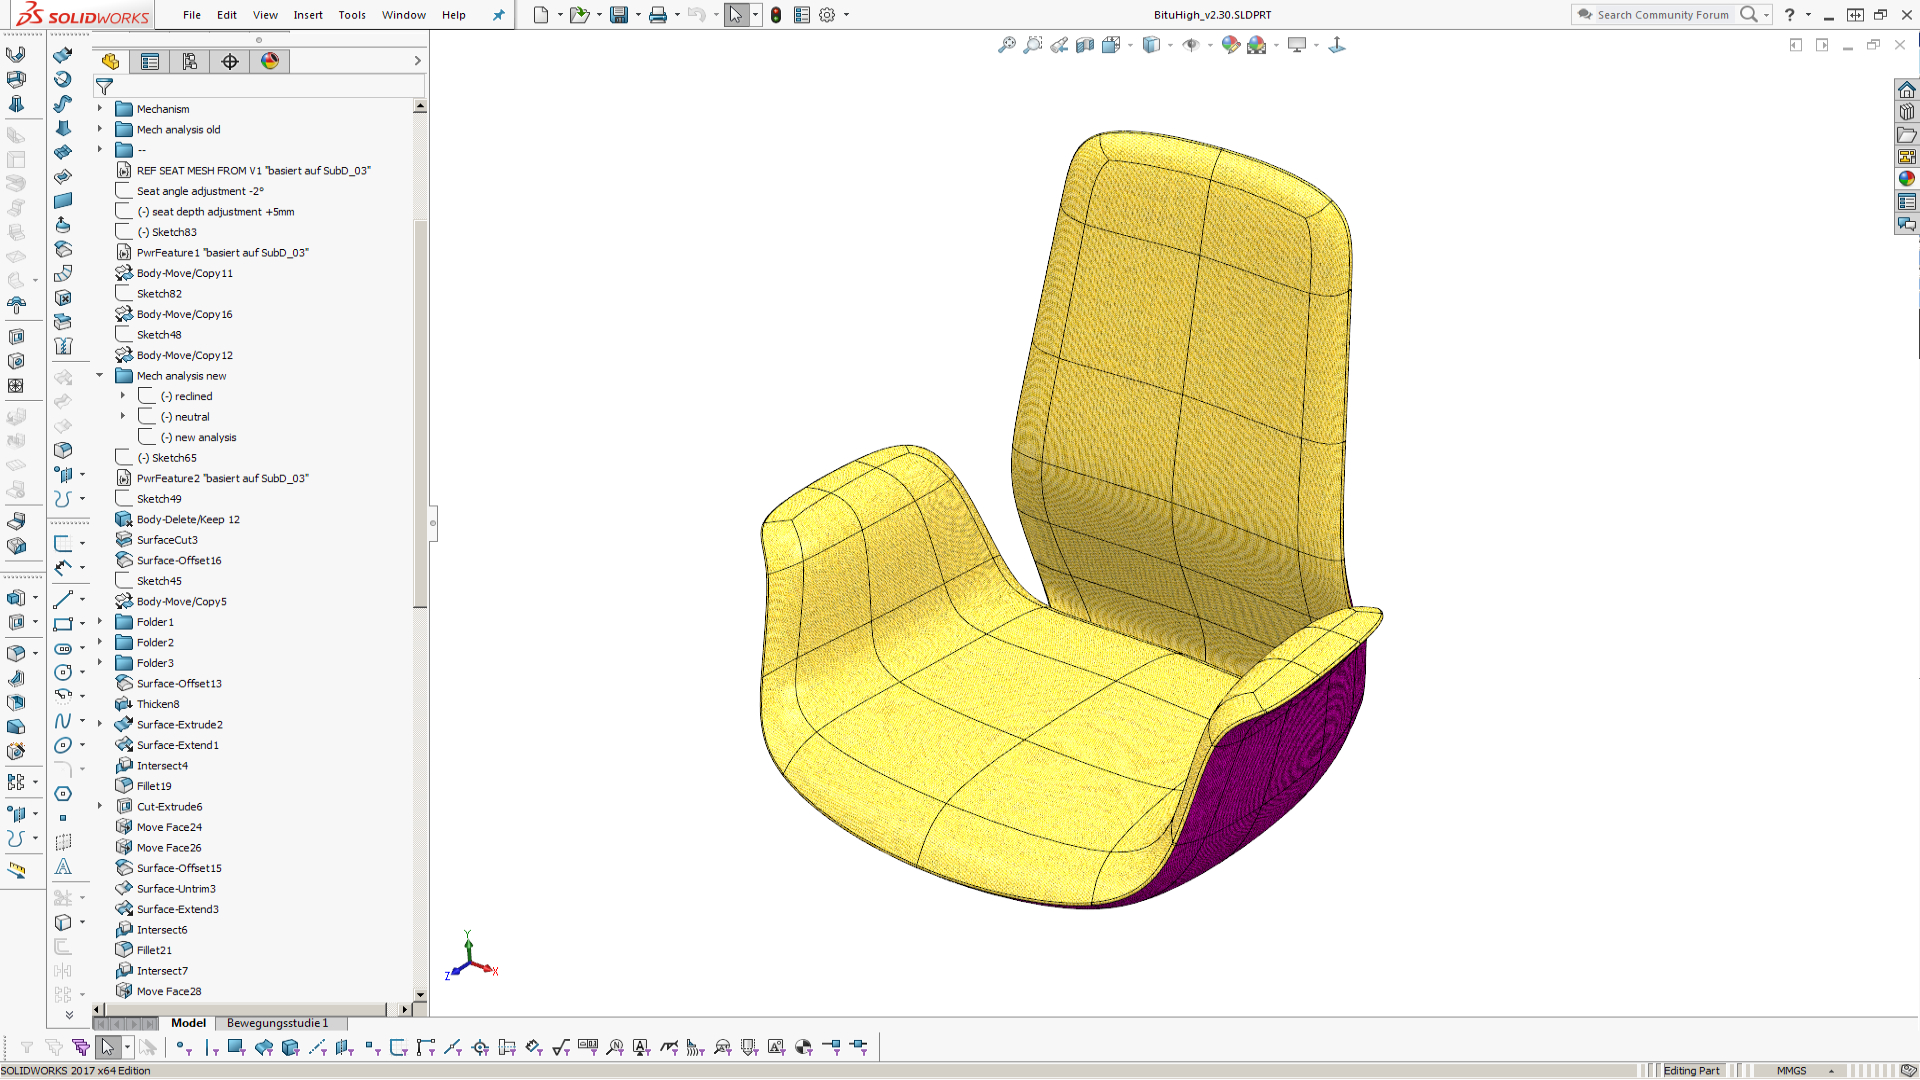 SOLIDWORKS
File Edit View Insert Tools Window Help
BituHigh_v2.30.SLDPRT
Search Community Forum
Mechanism
Mech analysis old
--
REF SEAT MESH FROM V1 "basiert auf SubD_03"
Seat angle adjustment -2°
(-) seat depth adjustment +5mm
(-) Sketch83
PwrFeature1 "basiert auf SubD_03"
Body-Move/Copy11
Sketch82
Body-Move/Copy16
Sketch48
Body-Move/Copy12
Mech analysis new
(-) reclined
(-) neutral
(-) new analysis
(-) Sketch65
PwrFeature2 "basiert auf SubD_03"
Sketch49
Body-Delete/Keep 12
SurfaceCut3
Surface-Offset16
Sketch45
Body-Move/Copy5
Folder1
Folder2
Folder3
Surface-Offset13
Thicken8
Surface-Extrude2
Surface-Extend1
Intersect4
Fillet19
Cut-Extrude6
Move Face24
Move Face26
Surface-Offset15
Surface-Untrim3
Surface-Extend3
Intersect6
Fillet21
Intersect7
Move Face28
Y
Z X
Model Bewegungsstudie 1
SOLIDWORKS 2017 x64 Edition
Editing Part
MMGS